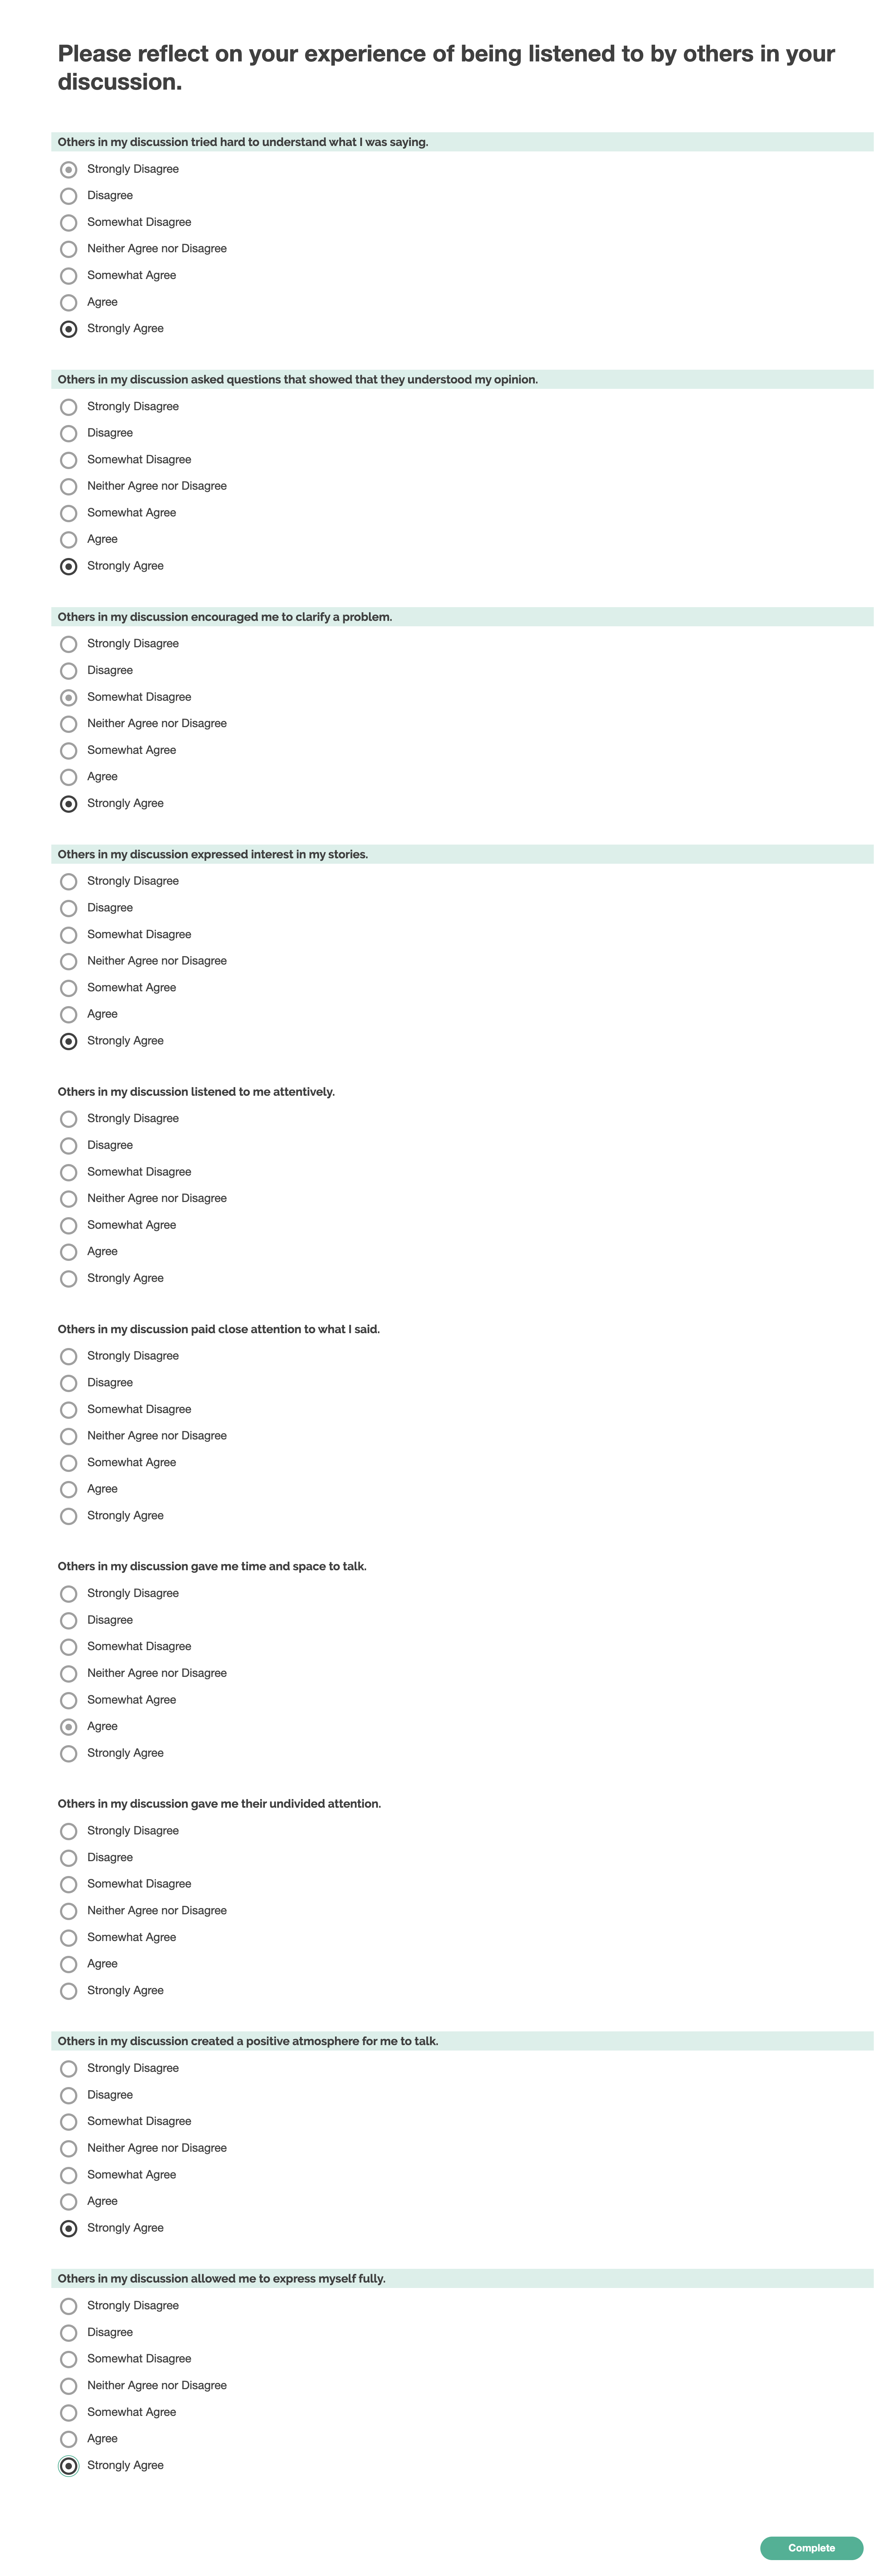 Please reflect on your experience of being listened to by others in your
discussion.
Others in my discussion tried hard to understand what I was saying.
Strongly Disagree
Disagree
Somewhat Disagree
Neither Agree nor Disagree
Somewhat Agree
Agree
Strongly Agree
Others in my discussion asked questions that showed that they understood my opinion.
Strongly Disagree
Disagree
Somewhat Disagree
Neither Agree nor Disagree
Somewhat Agree
Agree
Strongly Agree
Others in my discussion encouraged me to clarify a problem.
Strongly Disagree
Disagree
Somewhat Disagree
Neither Agree nor Disagree
Somewhat Agree
Agree
Strongly Agree
Others in my discussion expressed interest in my stories.
Strongly Disagree
Disagree
Somewhat Disagree
Neither Agree nor Disagree
Somewhat Agree
Agree
Strongly Agree
Others in my discussion listened to me attentively.
Strongly Disagree
Disagree
Somewhat Disagree
Neither Agree nor Disagree
Somewhat Agree
Agree
Strongly Agree
Others in my discussion paid close attention to what I said.
Strongly Disagree
Disagree
Somewhat Disagree
Neither Agree nor Disagree
Somewhat Agree
Agree
Strongly Agree
Others in my discussion gave me time and space to talk.
Strongly Disagree
Disagree
Somewhat Disagree
Neither Agree nor Disagree
Somewhat Agree
Agree
Strongly Agree
Others in my discussion gave me their undivided attention.
Strongly Disagree
Disagree
Somewhat Disagree
Neither Agree nor Disagree
Somewhat Agree
Agree
Strongly Agree
Others in my discussion created a positive atmosphere for me to talk.
Strongly Disagree
Disagree
Somewhat Disagree
Neither Agree nor Disagree
Somewhat Agree
Agree
Strongly Agree
Others in my discussion allowed me to express myself fully.
Strongly Disagree
Disagree
Somewhat Disagree
Neither Agree nor Disagree
Somewhat Agree
Agree
Strongly Agree
Complete